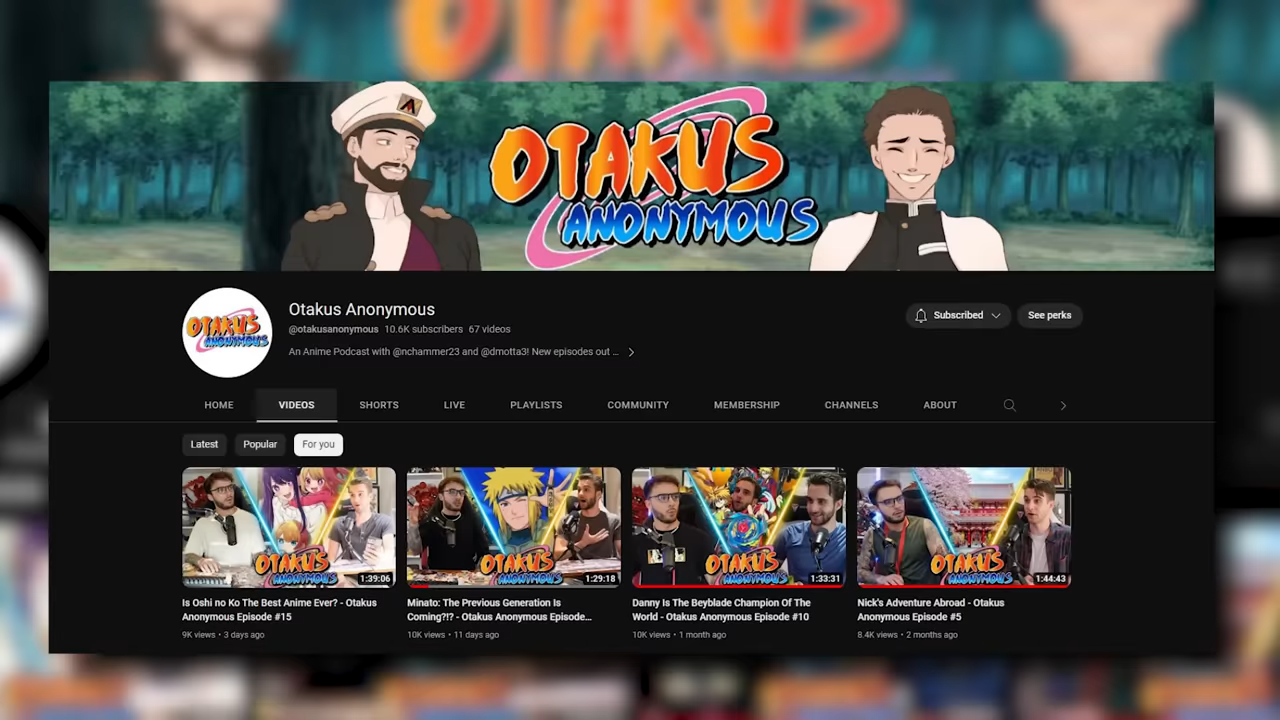 OTAKUS
ANONYMOUS
OTAKUS
ANONYMOUS
Otakus Anonymous
@otakusanonymous 10.6K subscribers 67 videos
An Anime Podcast with @nchammer23 and @dmotta3! New episodes out ...
Subscribed
See perks
HOME VIDEOS SHORTS LIVE PLAYLISTS COMMUNITY MEMBERSHIP CHANNELS ABOUT
Latest Popular For you
OTAKUS
ANONYMOUS
1:39:06
OTAKUS
ANONYMOUS
1:29:18
OTAKUS
ANONYMOUS
1:33:31
OTAKUS
ANONYMOUS
1:44:43
Is Oshi no Ko The Best Anime Ever? - Otakus
Anonymous Episode #15
9K views • 3 days ago
Minato: The Previous Generation Is
Coming?!? - Otakus Anonymous Episode...
10K views • 11 days ago
Danny Is The Beyblade Champion Of The
World - Otakus Anonymous Episode #10
10K views • 1 month ago
Nick's Adventure Abroad - Otakus
Anonymous Episode #5
8.4K views • 2 months ago